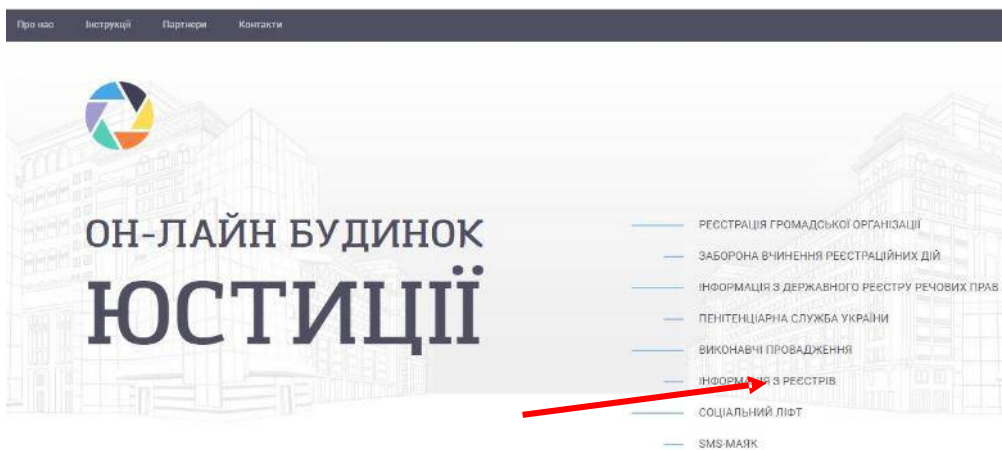 Про нас Інструкції Партнери Контакти
ОН-ЛАЙН БУДИНОК
ЮСТИЦІЇ
РЕЄСТРАЦІЯ ГРОМАДСЬКОЇ ОРГАНІЗАЦІЇ
ЗАБОРОНА ВЧИНЕННЯ РЕЄСТРАЦІЙНИХ ДІЙ
ІНФОРМАЦІЯ З ДЕРЖАВНОГО РЕЄСТРУ РЕЧОВИХ ПРАВ
ПЕНІТЕНЦІАРНА СЛУЖБА УКРАЇНИ
ВИКОНАВЧІ ПРОВАДЖЕННЯ
ІНФОРМАЦІЯ З РЕЄСТРІВ
СОЦІАЛЬНИЙ ЛІФТ
SMS-МАЯК